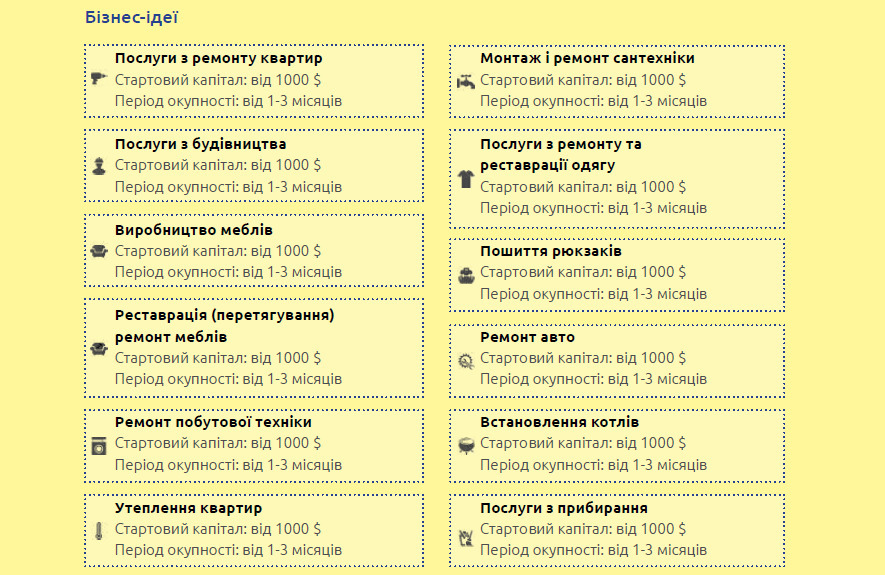 Бізнес-ідеї
Послуги з ремонту квартир
Стартовий капітал: від 1000 $
Період окупності: від 1-3 місяців
Послуги з будівництва
Стартовий капітал: від 1000 $
Період окупності: від 1-3 місяців
Виробництво меблів
Стартовий капітал: від 1000 $
Період окупності: від 1-3 місяців
Реставрація (перетягування)
ремонт меблів
Стартовий капітал: від 1000 $
Період окупності: від 1-3 місяців
Ремонт побутової техніки
Стартовий капітал: від 1000 $
Період окупності: від 1-3 місяців
Утеплення квартир
Стартовий капітал: від 1000 $
Період окупності: від 1-3 місяців
Монтаж і ремонт сантехніки
Стартовий капітал: від 1000 $
Період окупності: від 1-3 місяців
Послуги з ремонту та
реставрації одягу
Стартовий капітал: від 1000 $
Період окупності: від 1-3 місяців
Пошиття рюкзаків
Стартовий капітал: від 1000 $
Період окупності: від 1-3 місяців
Ремонт авто
Стартовий капітал: від 1000 $
Період окупності: від 1-3 місяців
Встановлення котлів
Стартовий капітал: від 1000 $
Період окупності: від 1-3 місяців
Послуги з прибирання
Стартовий капітал: від 1000 $
Період окупності: від 1-3 місяців